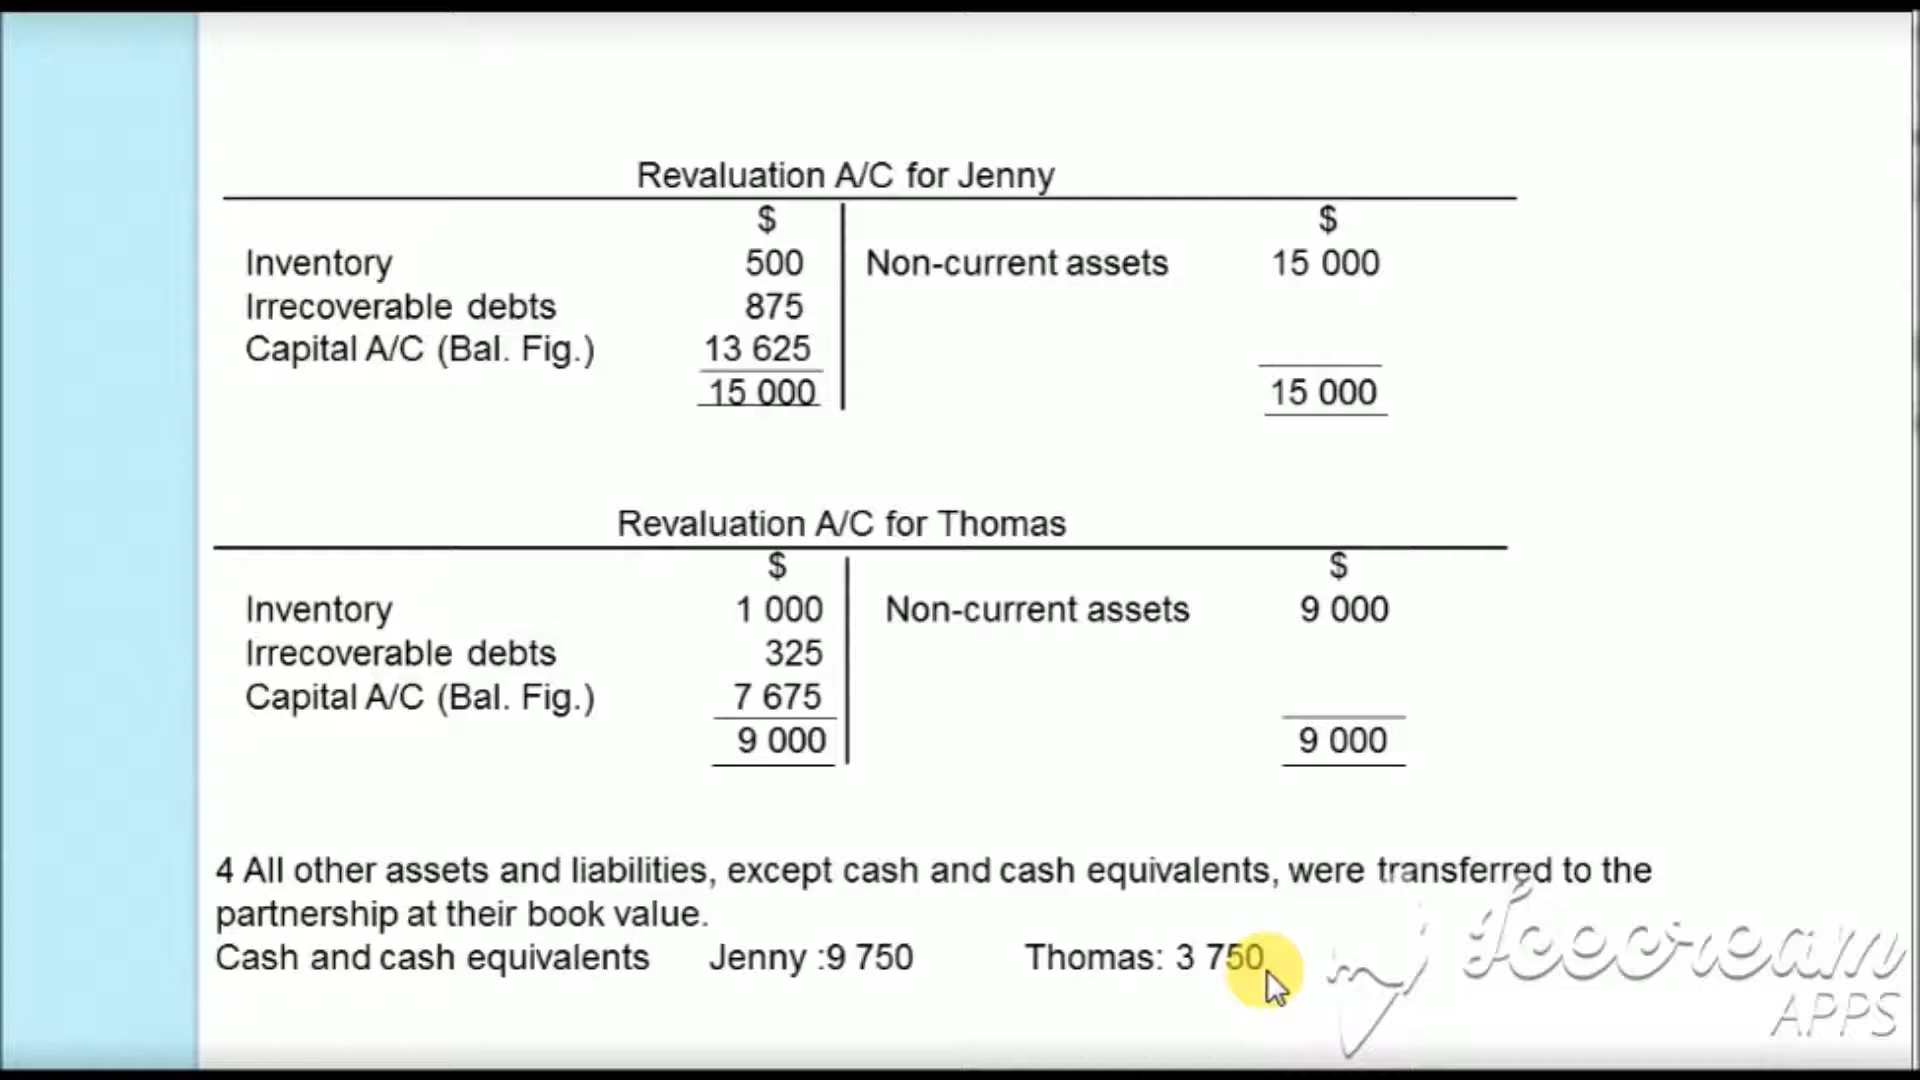 Revaluation A/C for Jenny
$ $
Inventory 500 Non-current assets 15 000
Irrecoverable debts 875
Capital A/C (Bal. Fig.) 13 625
15 000 15 000
Revaluation A/C for Thomas
$ $
Inventory 1 000 Non-current assets 9 000
Irrecoverable debts 325
Capital A/C (Bal. Fig.) 7 675
9 000 9 000
4 All other assets and liabilities, except cash and cash equivalents, were transferred to the
partnership at their book value.
Cash and cash equivalents Jenny :9 750 Thomas: 3 750
Icecream
APPS